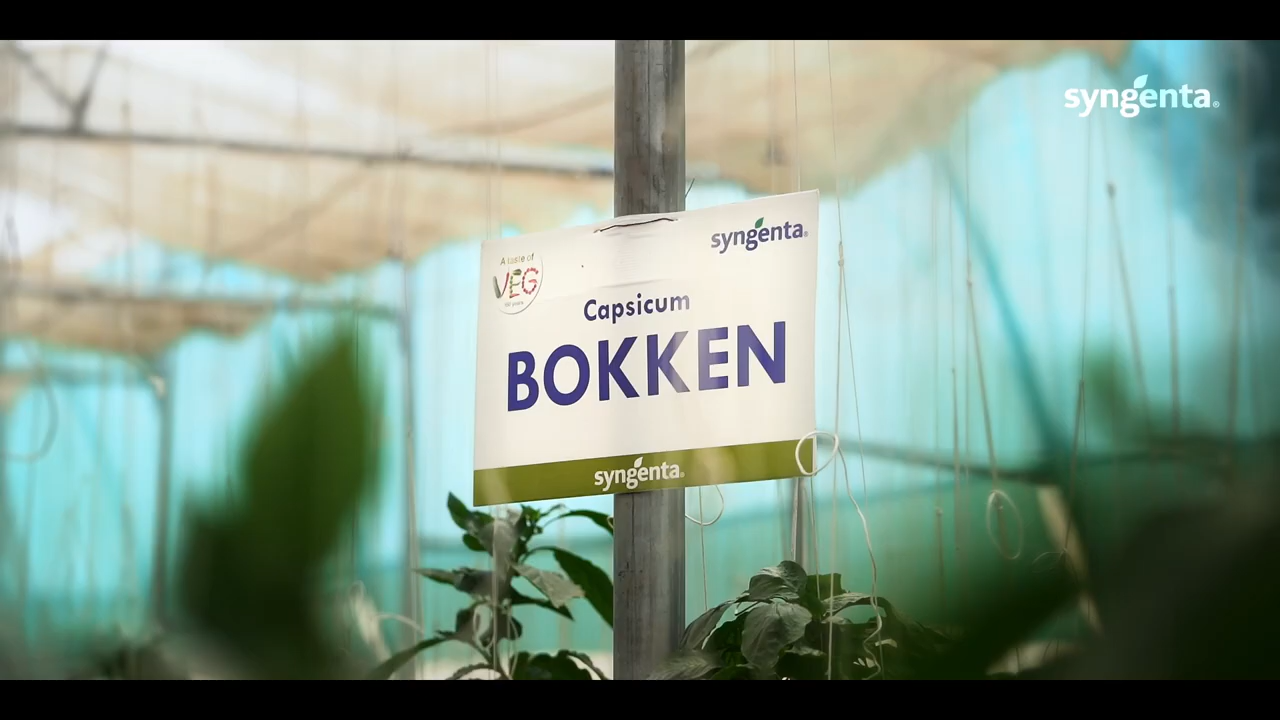 syngenta
syngenta
A taste of
VEG
Capsicum
BOKKEN
syngenta